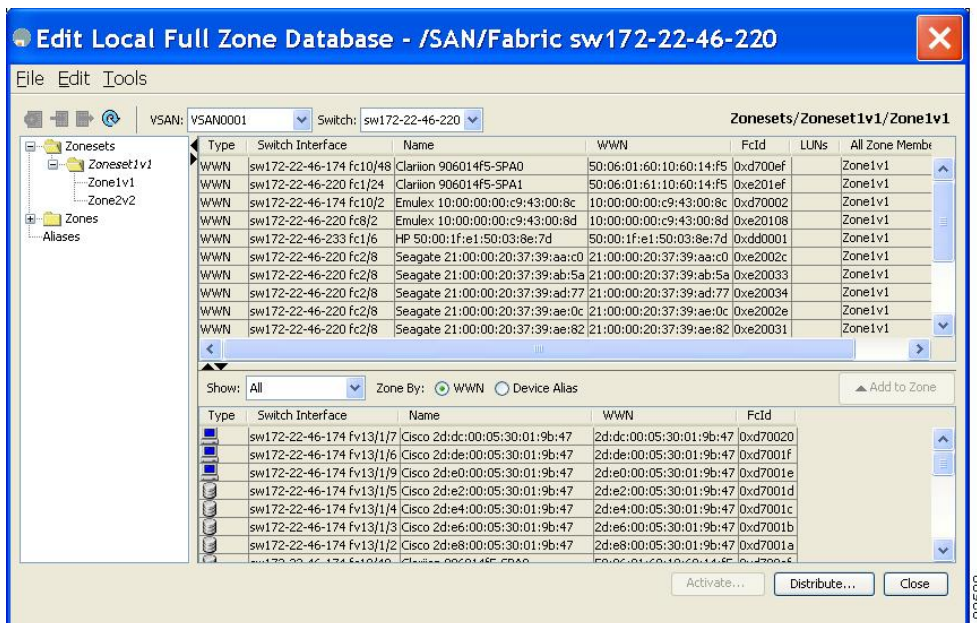 Edit Local Full Zone Database - /SAN/Fabric sw172-22-46-220
File Edit Tools
VSAN: VSAN0001 Switch: sw172-22-46-220 Zonesets/Zoneset1v1/Zone1v1
Zonesets
Zoneset1v1
Zone1v1
Zone2v2
Zones
Aliases
Type Switch Interface Name WWN FcId LUNs All Zone Membe
WWN sw172-22-46-174 fc10/48 Clariion 906014f5-SPA0 50:06:01:60:10:60:14:f5 0xd700ef Zone1v1
WWN sw172-22-46-220 fc1/24 Clariion 906014f5-SPA1 50:06:01:61:10:60:14:f5 0xe201ef Zone1v1
WWN sw172-22-46-174 fc10/2 Emulex 10:00:00:00:c9:43:00:8c 10:00:00:00:c9:43:00:8c 0xd70002 Zone1v1
WWN sw172-22-46-220 fc8/2 Emulex 10:00:00:00:c9:43:00:8d 10:00:00:00:c9:43:00:8d 0xe20108 Zone1v1
WWN sw172-22-46-233 fc1/6 HP 50:00:1f:e1:50:03:8e:7d 50:00:1f:e1:50:03:8e:7d 0xdd0001 Zone1v1
WWN sw172-22-46-220 fc2/8 Seagate 21:00:00:20:37:39:aa:c0 21:00:00:20:37:39:aa:c0 0xe2002c Zone1v1
WWN sw172-22-46-220 fc2/8 Seagate 21:00:00:20:37:39:ab:5a 21:00:00:20:37:39:ab:5a 0xe20033 Zone1v1
WWN sw172-22-46-220 fc2/8 Seagate 21:00:00:20:37:39:ad:77 21:00:00:20:37:39:ad:77 0xe20034 Zone1v1
WWN sw172-22-46-220 fc2/8 Seagate 21:00:00:20:37:39:ae:0c 21:00:00:20:37:39:ae:0c 0xe2002e Zone1v1
WWN sw172-22-46-220 fc2/8 Seagate 21:00:00:20:37:39:ae:82 21:00:00:20:37:39:ae:82 0xe20031 Zone1v1
Show: All Zone By: WWN Device Alias Add to Zone
Type Switch Interface Name WWN FcId
sw172-22-46-174 fv13/1/7 Cisco 2d:dc:00:05:30:01:9b:47 2d:dc:00:05:30:01:9b:47 0xd70020
sw172-22-46-174 fv13/1/6 Cisco 2d:de:00:05:30:01:9b:47 2d:de:00:05:30:01:9b:47 0xd7001f
sw172-22-46-174 fv13/1/9 Cisco 2d:e0:00:05:30:01:9b:47 2d:e0:00:05:30:01:9b:47 0xd7001e
sw172-22-46-174 fv13/1/5 Cisco 2d:e2:00:05:30:01:9b:47 2d:e2:00:05:30:01:9b:47 0xd7001d
sw172-22-46-174 fv13/1/4 Cisco 2d:e4:00:05:30:01:9b:47 2d:e4:00:05:30:01:9b:47 0xd7001c
sw172-22-46-174 fv13/1/3 Cisco 2d:e6:00:05:30:01:9b:47 2d:e6:00:05:30:01:9b:47 0xd7001b
sw172-22-46-174 fv13/1/2 Cisco 2d:e8:00:05:30:01:9b:47 2d:e8:00:05:30:01:9b:47 0xd7001a
Activate... Distribute... Close